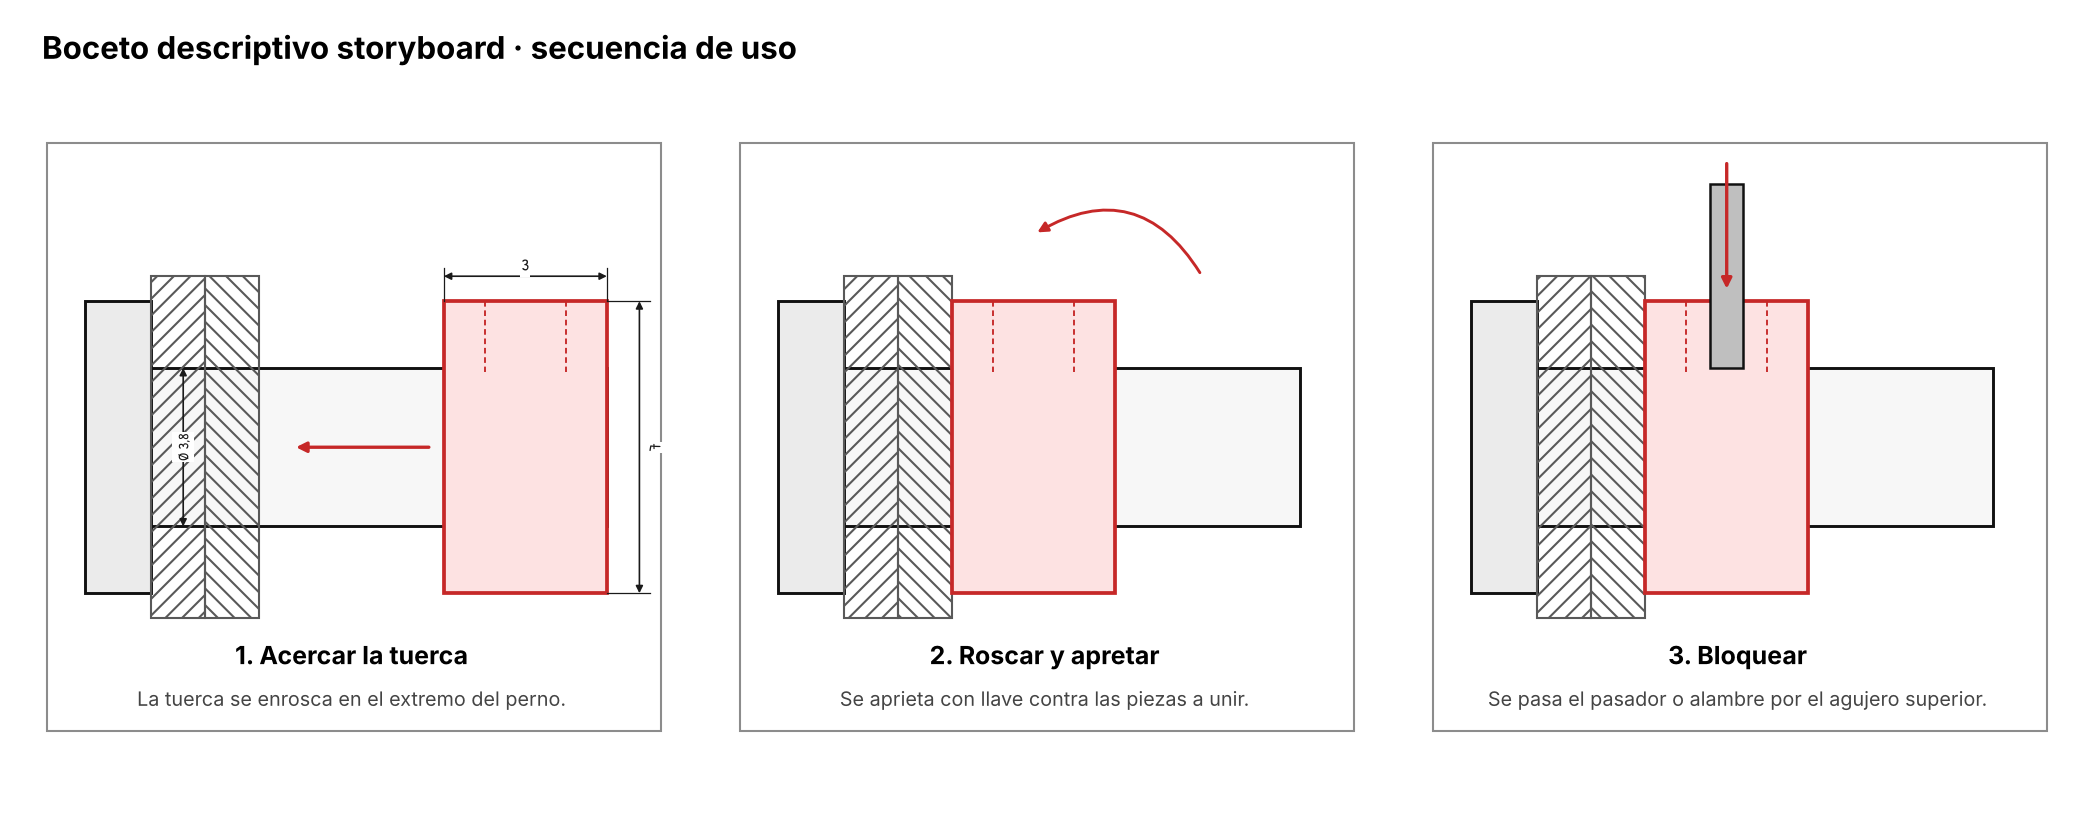 Boceto descriptivo storyboard · secuencia de uso
3
Ø 3,8
7
1. Acercar la tuerca
La tuerca se enrosca en el extremo del perno.
2. Roscar y apretar
Se aprieta con llave contra las piezas a unir.
3. Bloquear
Se pasa el pasador o alambre por el agujero superior.